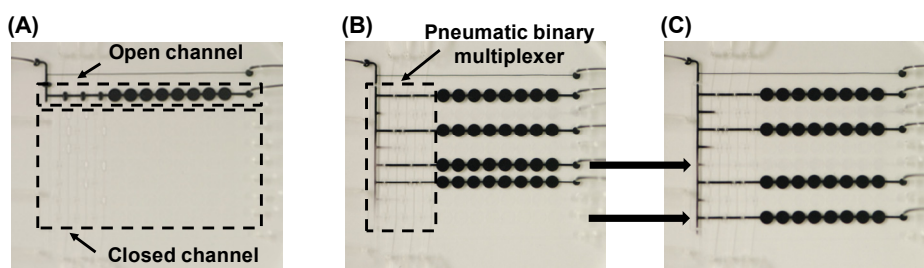 (A)
Open channel
Closed channel
(B)
Pneumatic binary
multiplexer
(C)